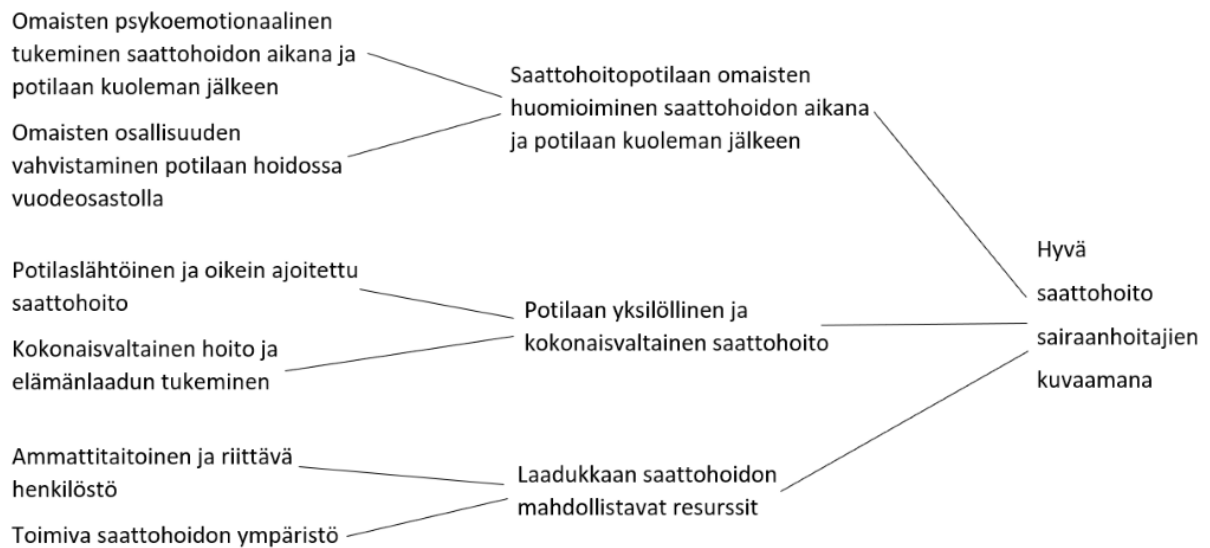 Omaisten psykoemotionaalinen
tukeminen saattohoidon aikana ja
potilaan kuoleman jälkeen
Omaisten osallisuuden
vahvistaminen potilaan hoidossa
vuodeosastolla
Potilaslähtöinen ja oikein ajoitettu
saattohoito
Kokonaisvaltainen hoito ja
elämänlaadun tukeminen
Ammattitaitoinen ja riittävä
henkilöstö
Toimiva saattohoidon ympäristö
Saattohoitopotilaan omaisten
huomioiminen saattohoidon aikana
ja potilaan kuoleman jälkeen
Potilaan yksilöllinen ja
kokonaisvaltainen saattohoito
Laadukkaan saattohoidon
mahdollistavat resurssit
Hyvä
saattohoito
sairaanhoitajien
kuvaamana